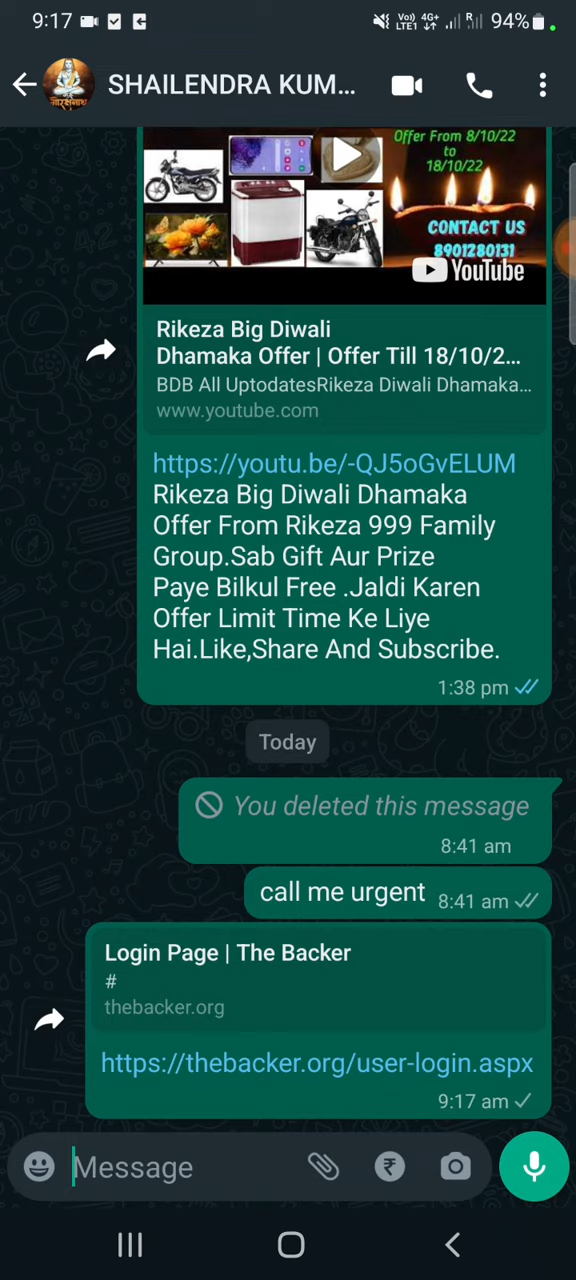 9:17
Vo)) 4G+
LTE1
R
94%
SHAILENDRA KUM...
गोरक्षनाथ
Offer From 8/10/22
to
18/10/22
CONTACT US
8901280131
YouTube
Rikeza Big Diwali
Dhamaka Offer | Offer Till 18/10/2...
BDB All UptodatesRikeza Diwali Dhamaka...
www.youtube.com
https://youtu.be/-QJ5oGvELUM
Rikeza Big Diwali Dhamaka
Offer From Rikeza 999 Family
Group.Sab Gift Aur Prize
Paye Bilkul Free .Jaldi Karen
Offer Limit Time Ke Liye
Hai.Like,Share And Subscribe.
1:38 pm
Today
You deleted this message
8:41 am
call me urgent 8:41 am
Login Page | The Backer
#
thebacker.org
https://thebacker.org/user-login.aspx
9:17 am
Message